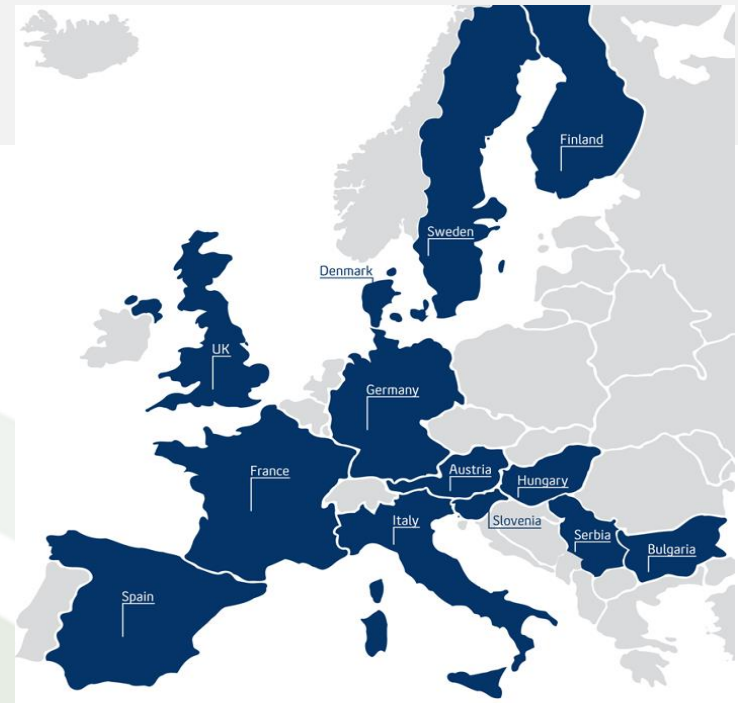 Finland
Sweden
Denmark
UK
Germany
France
Austria
Hungary
Italy
Slovenia
Serbia
Bulgaria
Spain